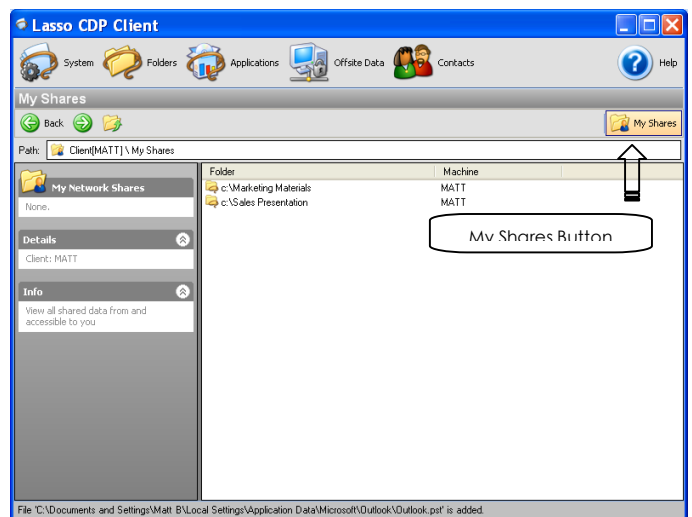 Lasso CDP Client
System Folders Applications Offsite Data Contacts Help
My Shares
Back My Shares
Path: Client[MATT] \ My Shares
My Network Shares
None.
Details
Client: MATT
Info
View all shared data from and
accessible to you
Folder Machine
c:\Marketing Materials MATT
c:\Sales Presentation MATT
My Shares Button
File 'C:\Documents and Settings\Matt B\Local Settings\Application Data\Microsoft\Outlook\Outlook.pst' is added.